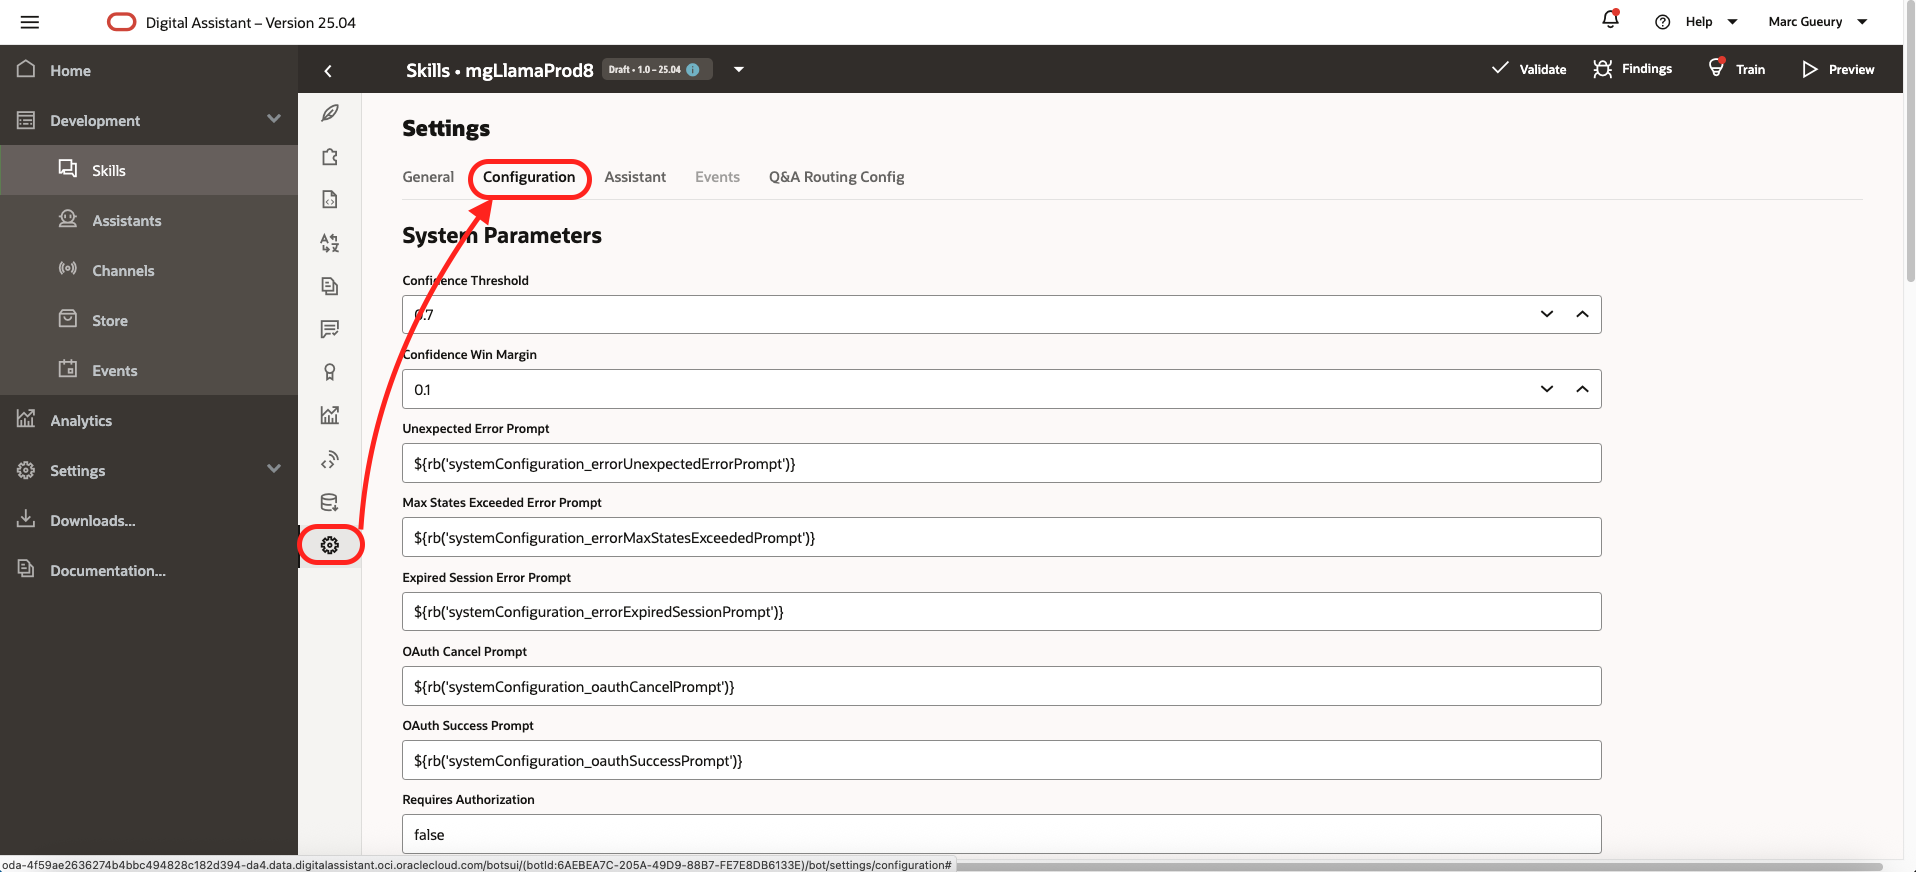 Digital Assistant – Version 25.04
Help
Marc Gueury
Home
Development
Skills
Assistants
Channels
Store
Events
Analytics
Settings
Downloads...
Documentation...
Skills • mgLlamaProd8
Draft • 1.0 – 25.04
Validate
Findings
Train
Preview
Settings
General
Configuration
Assistant
Events
Q&A Routing Config
System Parameters
Confidence Threshold
0.7
Confidence Win Margin
0.1
Unexpected Error Prompt
${rb('systemConfiguration_errorUnexpectedErrorPrompt')}
Max States Exceeded Error Prompt
${rb('systemConfiguration_errorMaxStatesExceededPrompt')}
Expired Session Error Prompt
${rb('systemConfiguration_errorExpiredSessionPrompt')}
OAuth Cancel Prompt
${rb('systemConfiguration_oauthCancelPrompt')}
OAuth Success Prompt
${rb('systemConfiguration_oauthSuccessPrompt')}
Requires Authorization
false
oda-4f59ae2636274b4bbc494828c182d394-da4.data.digitalassistant.oci.oraclecloud.com/botsui/(botId:6AEBEA7C-205A-49D9-88B7-FE7E8DB6133E)/bot/settings/configuration#